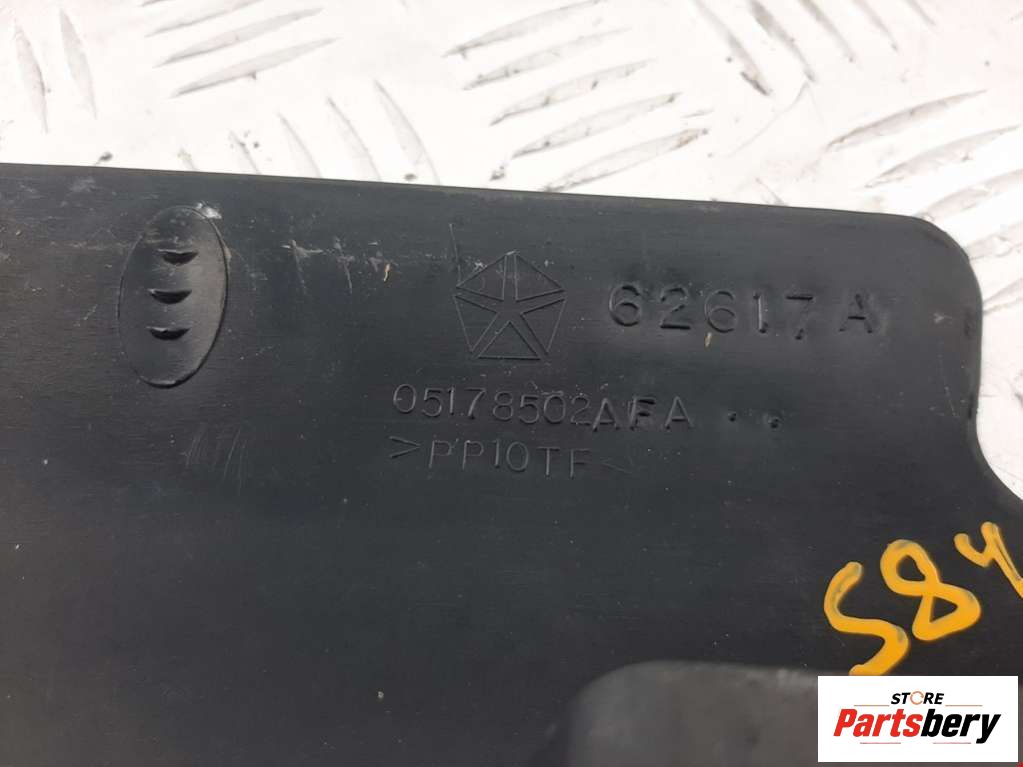 62617A
05178502AFA
>PP10TF<
S84
STORE
Partsbery